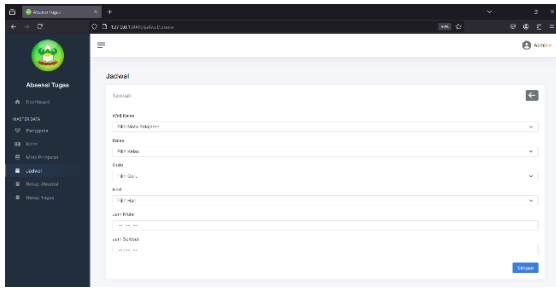 Absensi Tugas
127.0.0.1:8000/jadwal/create
Admin
Absensi Tugas
Dashboard
MASTER DATA
Pengguna
Kelas
Mata Pelajaran
Jadwal
Rekap Absensi
Rekap Tugas
Jadwal
Tambah
Pilih Mata Pelajaran
Kelas
Pilih Kelas
Guru
Pilih Guru
Hari
Pilih Hari
Jam Mulai
--:-- --
Jam Selesai
--:-- --
Simpan